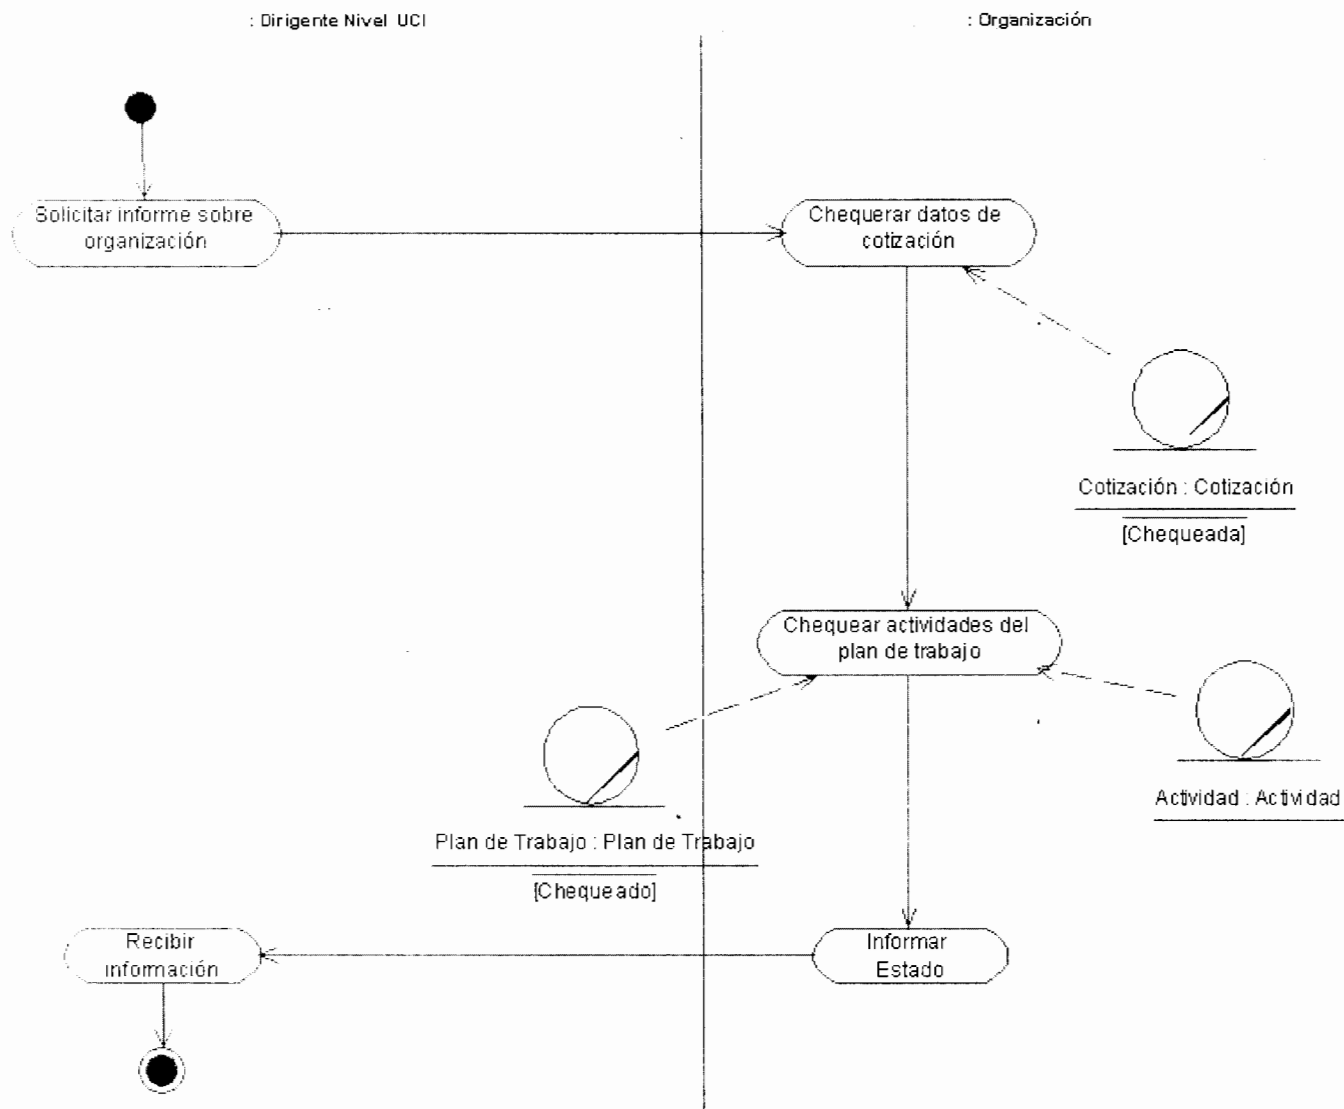 : Dirigente Nivel UCI
: Organización
Solicitar informe sobre
organización
Chequerar datos de
cotización
Cotización : Cotización
[Chequeada]
Chequear actividades del
plan de trabajo
Actividad : Actividad
Plan de Trabajo : Plan de Trabajo
[Chequeado]
Recibir
información
Informar
Estado